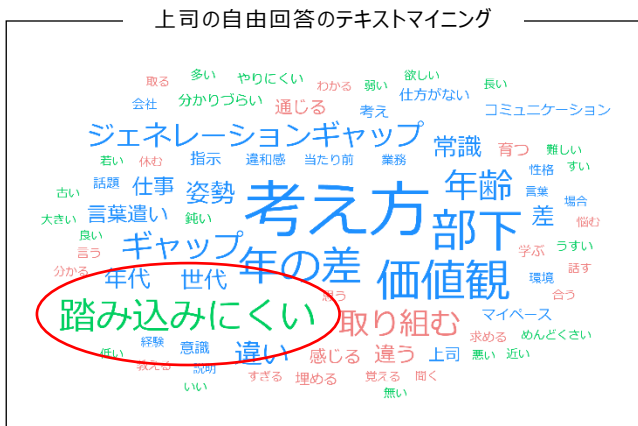 上司の自由回答のテキストマイニング
取る 多い やりにくい わかる 弱い 欲しい 長い
会社 分かりづらい 通じる 考え 仕方がない コミュニケーション
ジェネレーションギャップ 常識 育つ 難しい
若い 休む 指示 違和感 当たり前 業務 年齢 性格 すい
古い 話題 仕事 姿勢 考え方 部下 言葉 場合
大きい 言葉遣い 鈍い 差 悩む
良い 言う ギャップ 年の差 価値観 学ぶ うすい
分かる 年代 世代 環境 話す
思う 合う
踏み込みにくい 取り組む マイペース
経験 意識 違い 感じる 違う 上司 求める めんどくさい
低い 教える 説明 悪い 近い
いい すぎる 埋める 覚える 聞く
無い